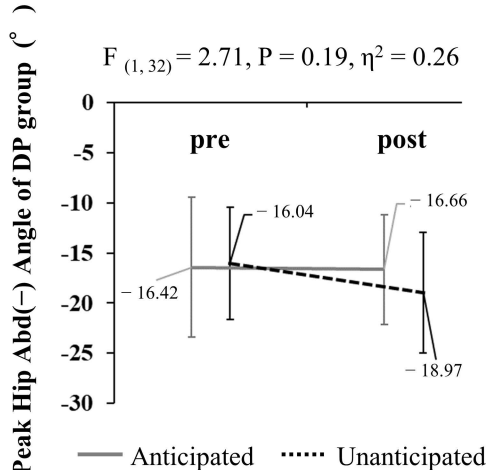 Peak Hip Abd(−) Angle of DP group (°)
F (1, 32) = 2.71, P = 0.19, η² = 0.26
0
pre
post
-5
-10
− 16.04
− 16.66
-15
− 16.42
-20
− 18.97
-25
-30
Anticipated
Unanticipated